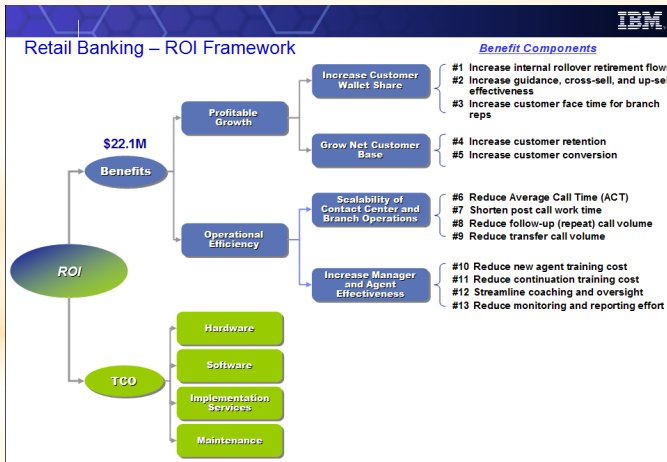 IBM
Retail Banking – ROI Framework
Benefit Components
#1 Increase internal rollover retirement flow
#2 Increase guidance, cross-sell, and up-sel
effectiveness
#3 Increase customer face time for branch
reps
Increase Customer
Wallet Share
Profitable
Growth
#4 Increase customer retention
#5 Increase customer conversion
Grow Net Customer
Base
$22.1M
Benefits
#6 Reduce Average Call Time (ACT)
#7 Shorten post call work time
#8 Reduce follow-up (repeat) call volume
#9 Reduce transfer call volume
Scalability of
Contact Center and
Branch Operations
Operational
Efficiency
#10 Reduce new agent training cost
#11 Reduce continuation training cost
#12 Streamline coaching and oversight
#13 Reduce monitoring and reporting effort
Increase Manager
and Agent
Effectiveness
ROI
Hardware
Software
TCO
Implementation
Services
Maintenance